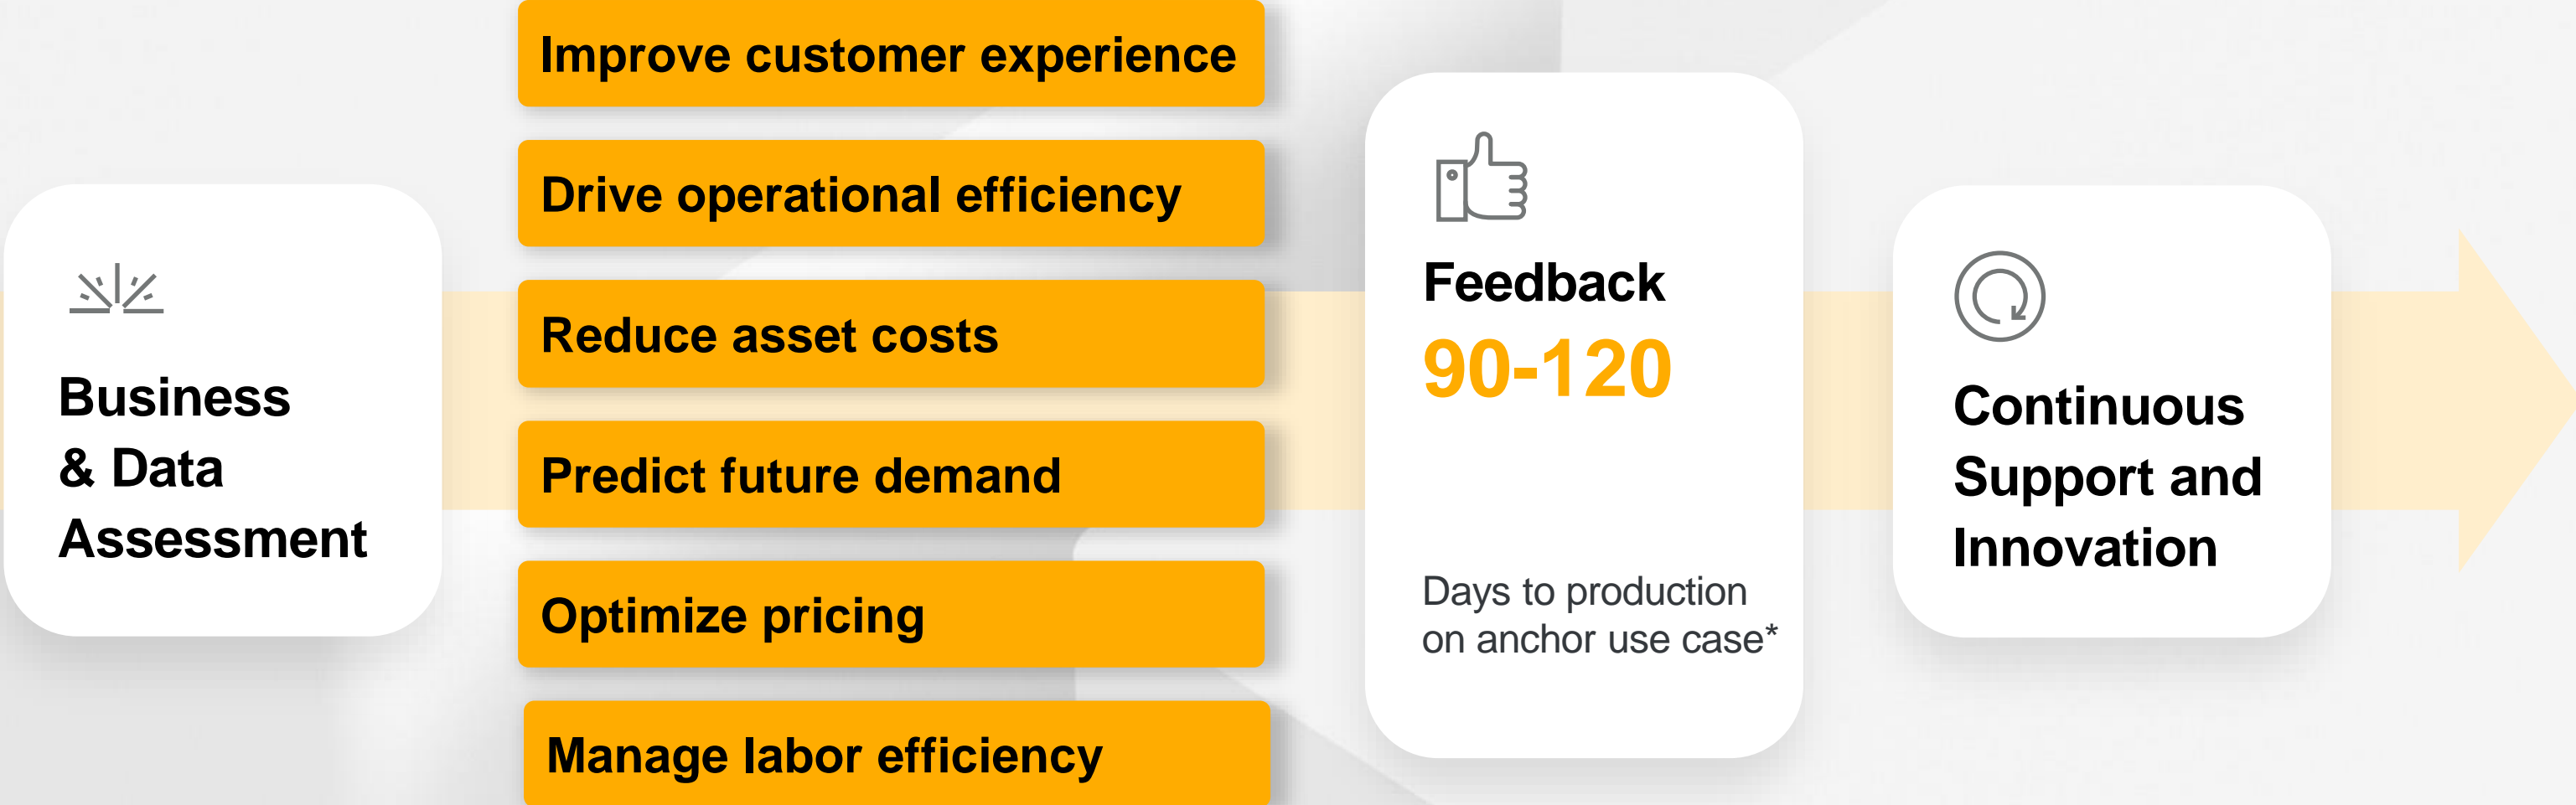 Business
& Data
Assessment
Improve customer experience
Drive operational efficiency
Reduce asset costs
Predict future demand
Optimize pricing
Manage labor efficiency
Feedback
90-120
Days to production
on anchor use case*
Continuous
Support and
Innovation